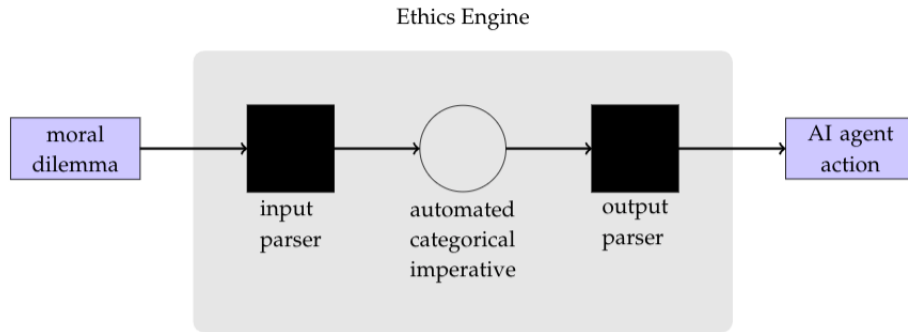 Ethics Engine
moral
dilemma
input
parser
automated
categorical
imperative
output
parser
AI agent
action